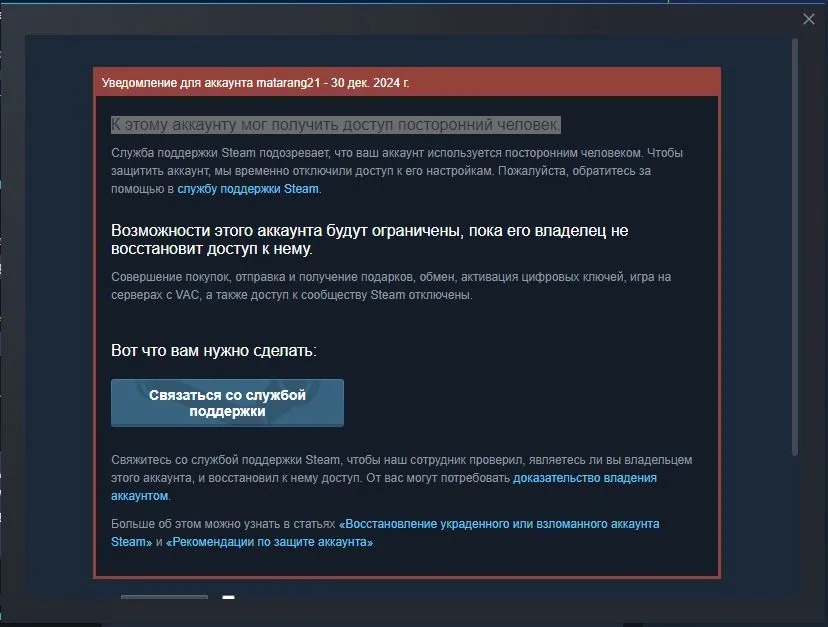 Уведомление для аккаунта matarang21 - 30 дек. 2024 г.
К этому аккаунту мог получить доступ посторонний человек.
Служба поддержки Steam подозревает, что ваш аккаунт используется посторонним человеком. Чтобы
защитить аккаунт, мы временно отключили доступ к его настройкам. Пожалуйста, обратитесь за
помощью в службу поддержки Steam.
Возможности этого аккаунта будут ограничены, пока его владелец не
восстановит доступ к нему.
Совершение покупок, отправка и получение подарков, обмен, активация цифровых ключей, игра на
серверах с VAC, а также доступ к сообществу Steam отключены.
Вот что вам нужно сделать:
Связаться со службой
поддержки
Свяжитесь со службой поддержки Steam, чтобы наш сотрудник проверил, являетесь ли вы владельцем
этого аккаунта, и восстановил к нему доступ. От вас могут потребовать доказательство владения
аккаунтом.
Больше об этом можно узнать в статьях «Восстановление украденного или взломанного аккаунта
Steam» и «Рекомендации по защите аккаунта»